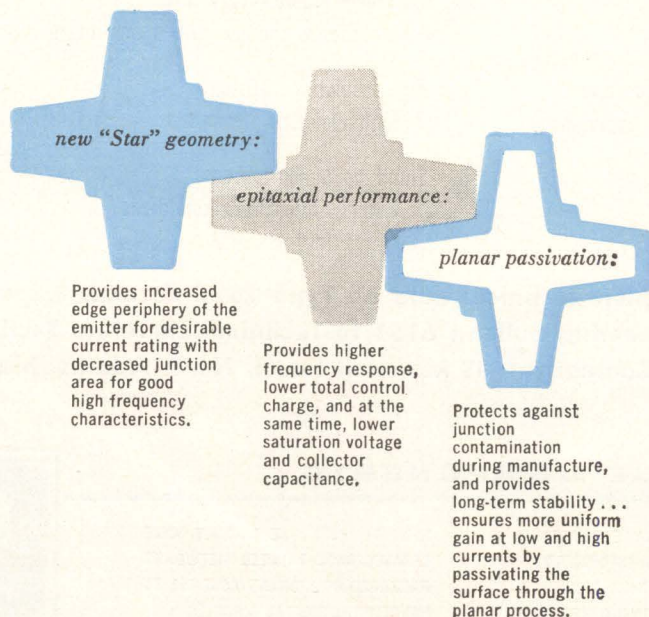 new “Star” geometry:
Provides increased
edge periphery of the
emitter for desirable
current rating with
decreased junction
area for good
high frequency
characteristics.
epitaxial performance:
Provides higher
frequency response,
lower total control
charge, and at the
same time, lower
saturation voltage
and collector
capacitance.
planar passivation:
Protects against
junction
contamination
during manufacture,
and provides
long-term stability...
ensures more uniform
gain at low and high
currents by
passivating the
surface through the
planar process.